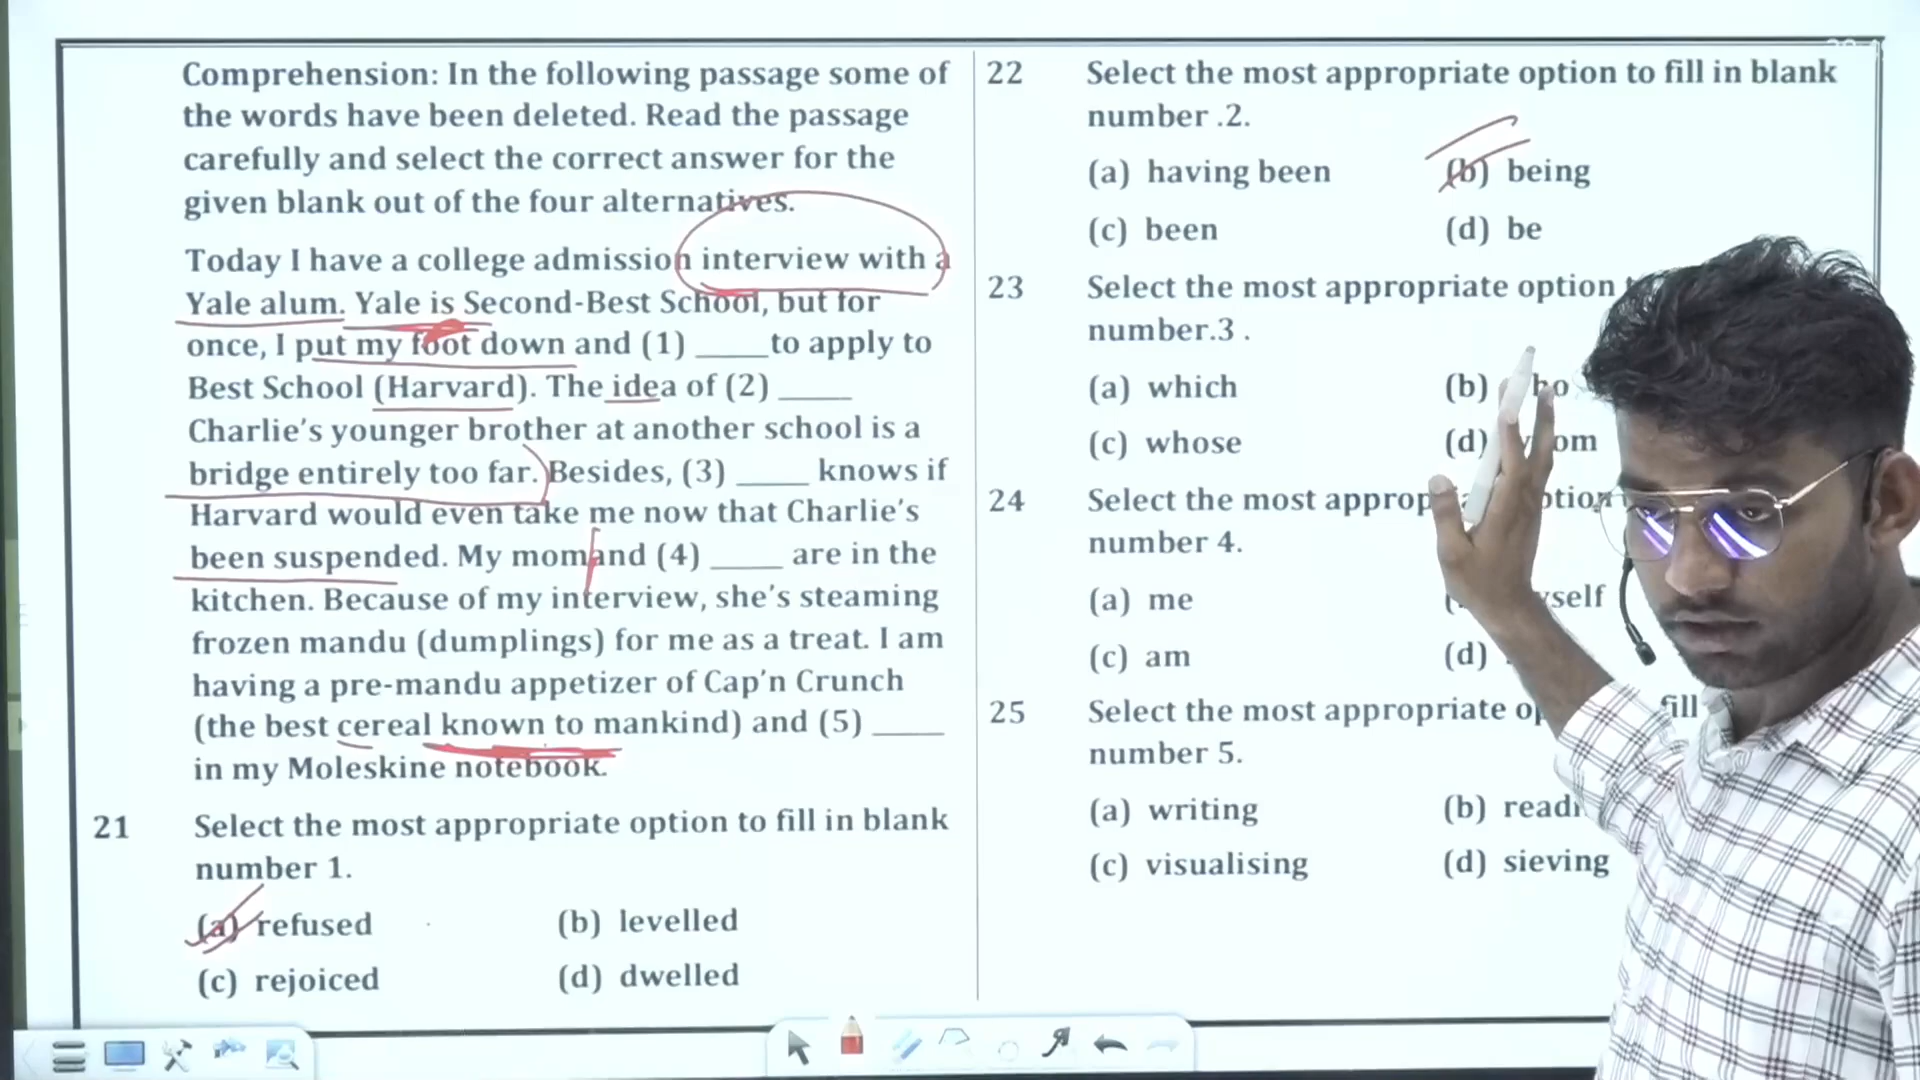 Comprehension: In the following passage some of
the words have been deleted. Read the passage
carefully and select the correct answer for the
given blank out of the four alternatives.
Today I have a college admission interview with a
Yale alum. Yale is Second-Best School, but for
once, I put my foot down and (1) _____to apply to
Best School (Harvard). The idea of (2) _____
Charlie's younger brother at another school is a
bridge entirely too far. Besides, (3) _____ knows if
Harvard would even take me now that Charlie's
been suspended. My mom and (4) _____ are in the
kitchen. Because of my interview, she's steaming
frozen mandu (dumplings) for me as a treat. I am
having a pre-mandu appetizer of Cap'n Crunch
(the best cereal known to mankind) and (5) _____
in my Moleskine notebook.
21 Select the most appropriate option to fill in blank
number 1.
(a) refused (b) levelled
(c) rejoiced (d) dwelled
22 Select the most appropriate option to fill in blank
number .2.
(a) having been (b) being
(c) been (d) be
23 Select the most appropriate option
number.3 .
(a) which (b)
(c) whose (d)
24 Select the most
number 4.
(a) me
(c) am (d)
25 Select the most appropriate fill
number 5.
(a) writing (b)
(c) visualising (d) sieving